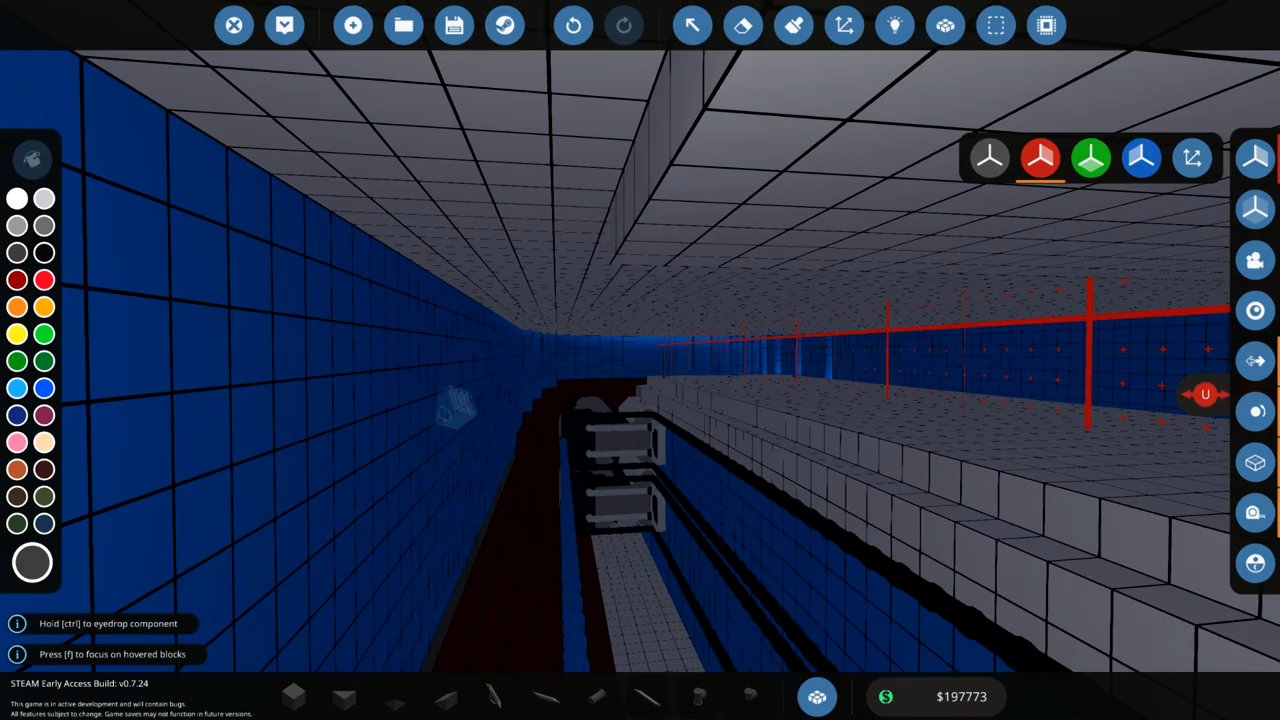 U
Hold [ctrl] to eyedrop component
Press [f] to focus on hovered blocks
STEAM Early Access Build: v0.7.24
This game is in active development and will contain bugs.
All features subject to change. Game saves may not function in future versions.
$ $197773